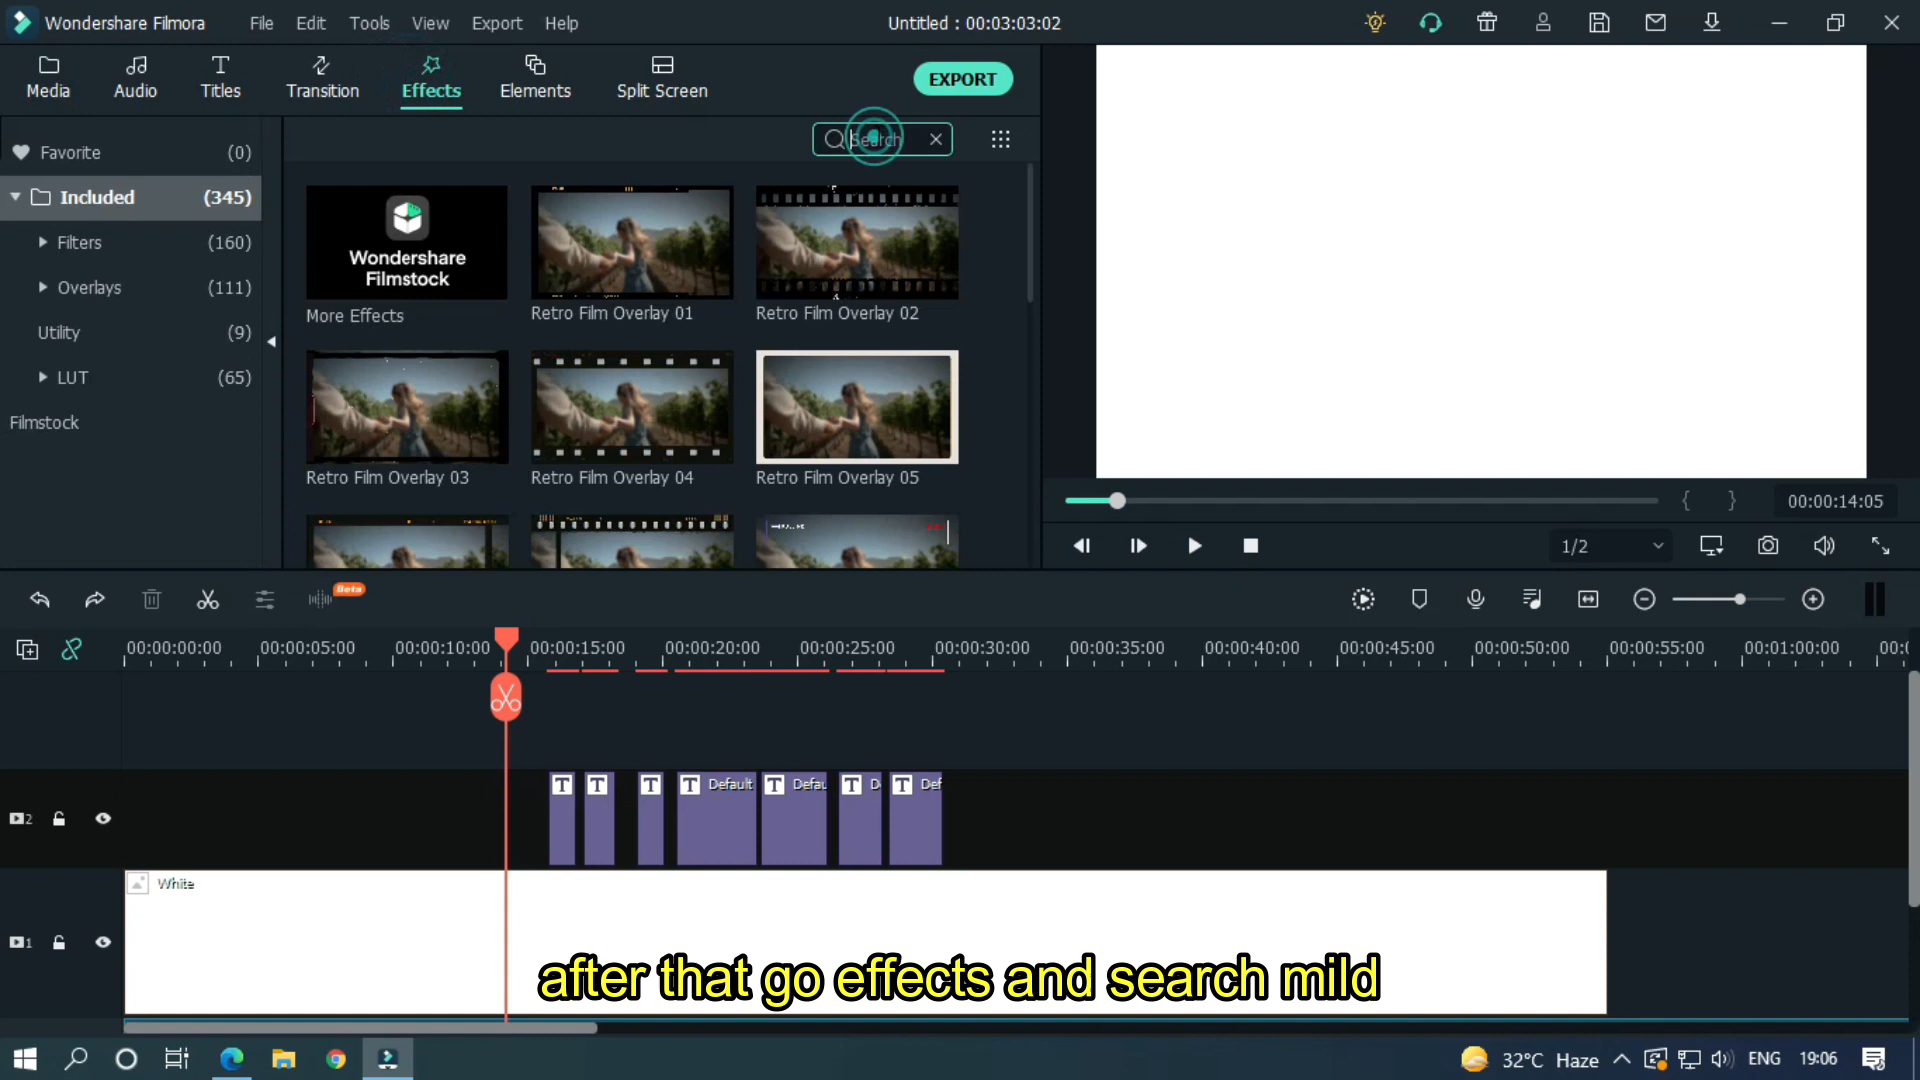 Wondershare Filmora
File
Edit
Tools
View
Export
Help
Untitled : 00:03:03:02
Media
Audio
Titles
Transition
Effects
Elements
Split Screen
EXPORT
Search
Favorite (0)
Included (345)
Filters (160)
Overlays (111)
Utility (9)
LUT (65)
Filmstock
Wondershare
Filmstock
More Effects
Retro Film Overlay 01
Retro Film Overlay 02
Retro Film Overlay 03
Retro Film Overlay 04
Retro Film Overlay 05
{ }
00:00:14:05
1/2
Beta
00:00:00:00
00:00:05:00
00:00:10:00
00:00:15:00
00:00:20:00
00:00:25:00
00:00:30:00
00:00:35:00
00:00:40:00
00:00:45:00
00:00:50:00
00:00:55:00
00:01:00:00
00:0
2
T
T
T
T Default
T Defau
T D
T Def
1
White
after that go effects and search mild
32°C Haze
ENG
19:06